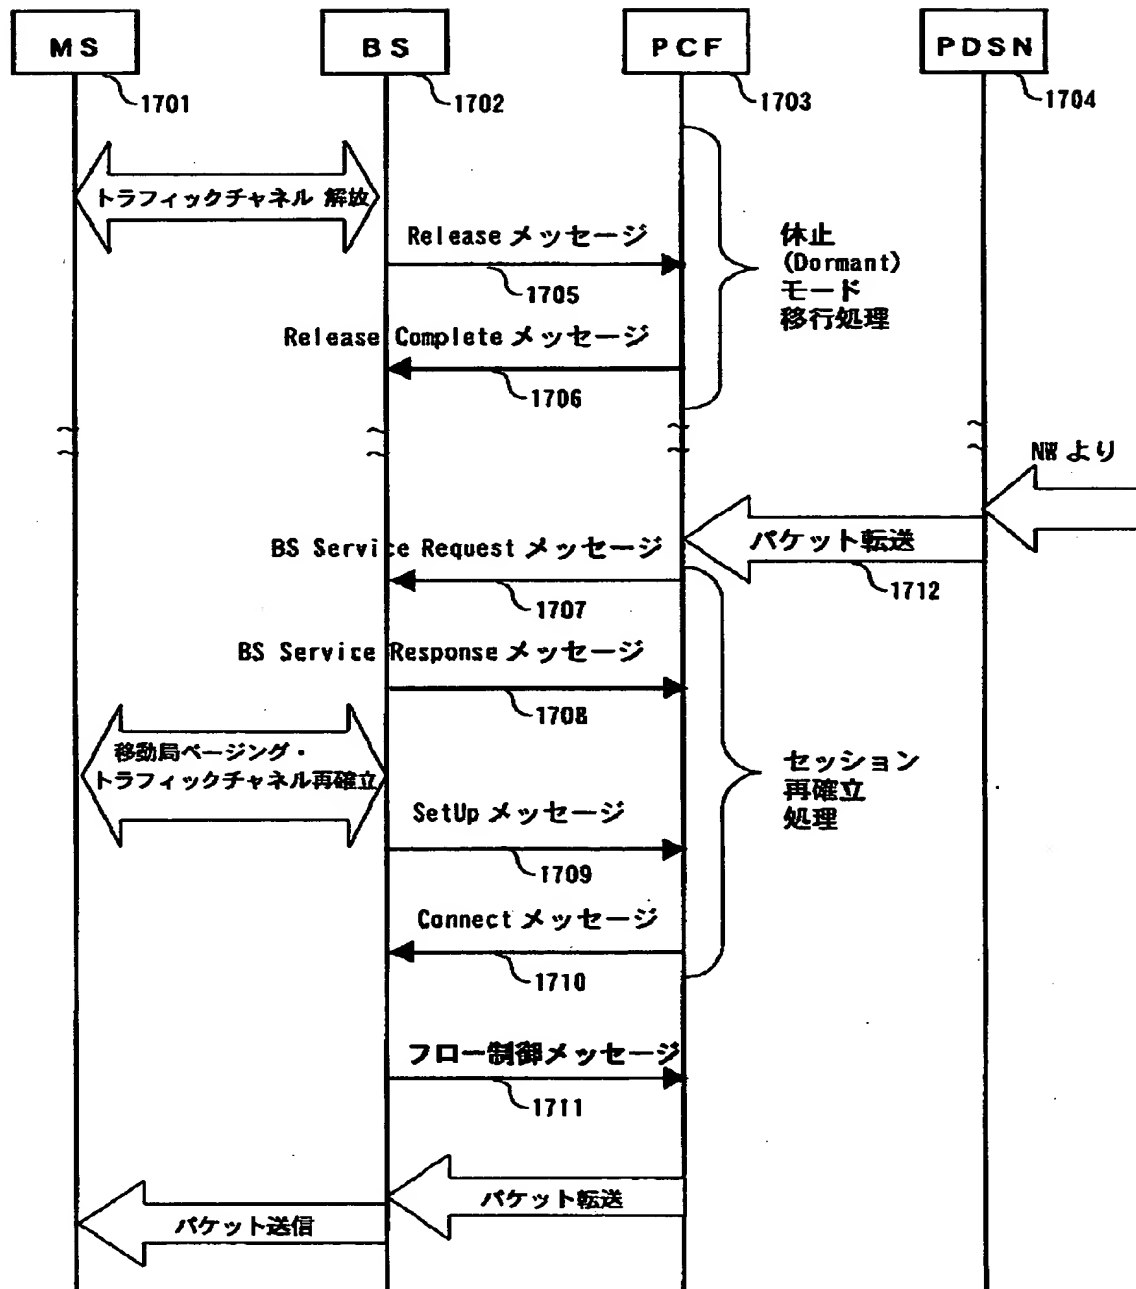 MS
BS
PCF
PDSN
1701
1702
1703
1704
トラフィックチャネル 解放
Release メッセージ
1705
休止
(Dormant)
モード
移行処理
Release Complete メッセージ
1706
NW より
パケット転送
1712
BS Service Request メッセージ
1707
BS Service Response メッセージ
1708
移動局ページング・
トラフィックチャネル再確立
セッション
再確立
処理
SetUp メッセージ
1709
Connect メッセージ
1710
フロー制御メッセージ
1711
パケット転送
パケット送信